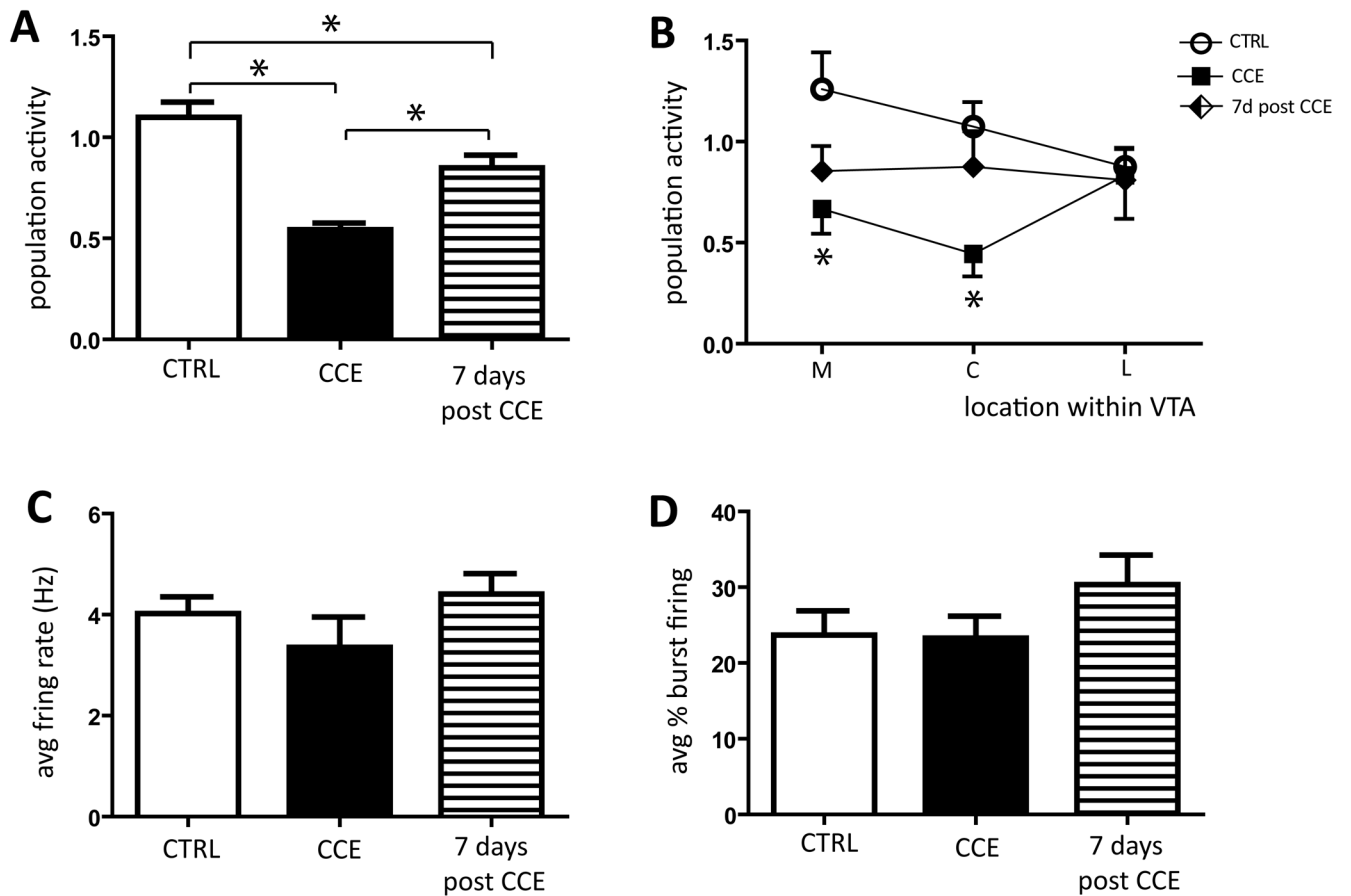 A
population activity
1.5
1.0
0.5
0.0
*
*
*
CTRL
CCE
7 days
post CCE
B
population activity
1.5
1.0
0.5
0.0
*
*
M
C
L
location within VTA
CTRL
CCE
7d post CCE
C
avg fring rate (Hz)
6
4
2
0
CTRL
CCE
7 days
post CCE
D
avg % burst firing
40
30
20
10
0
CTRL
CCE
7 days
post CCE